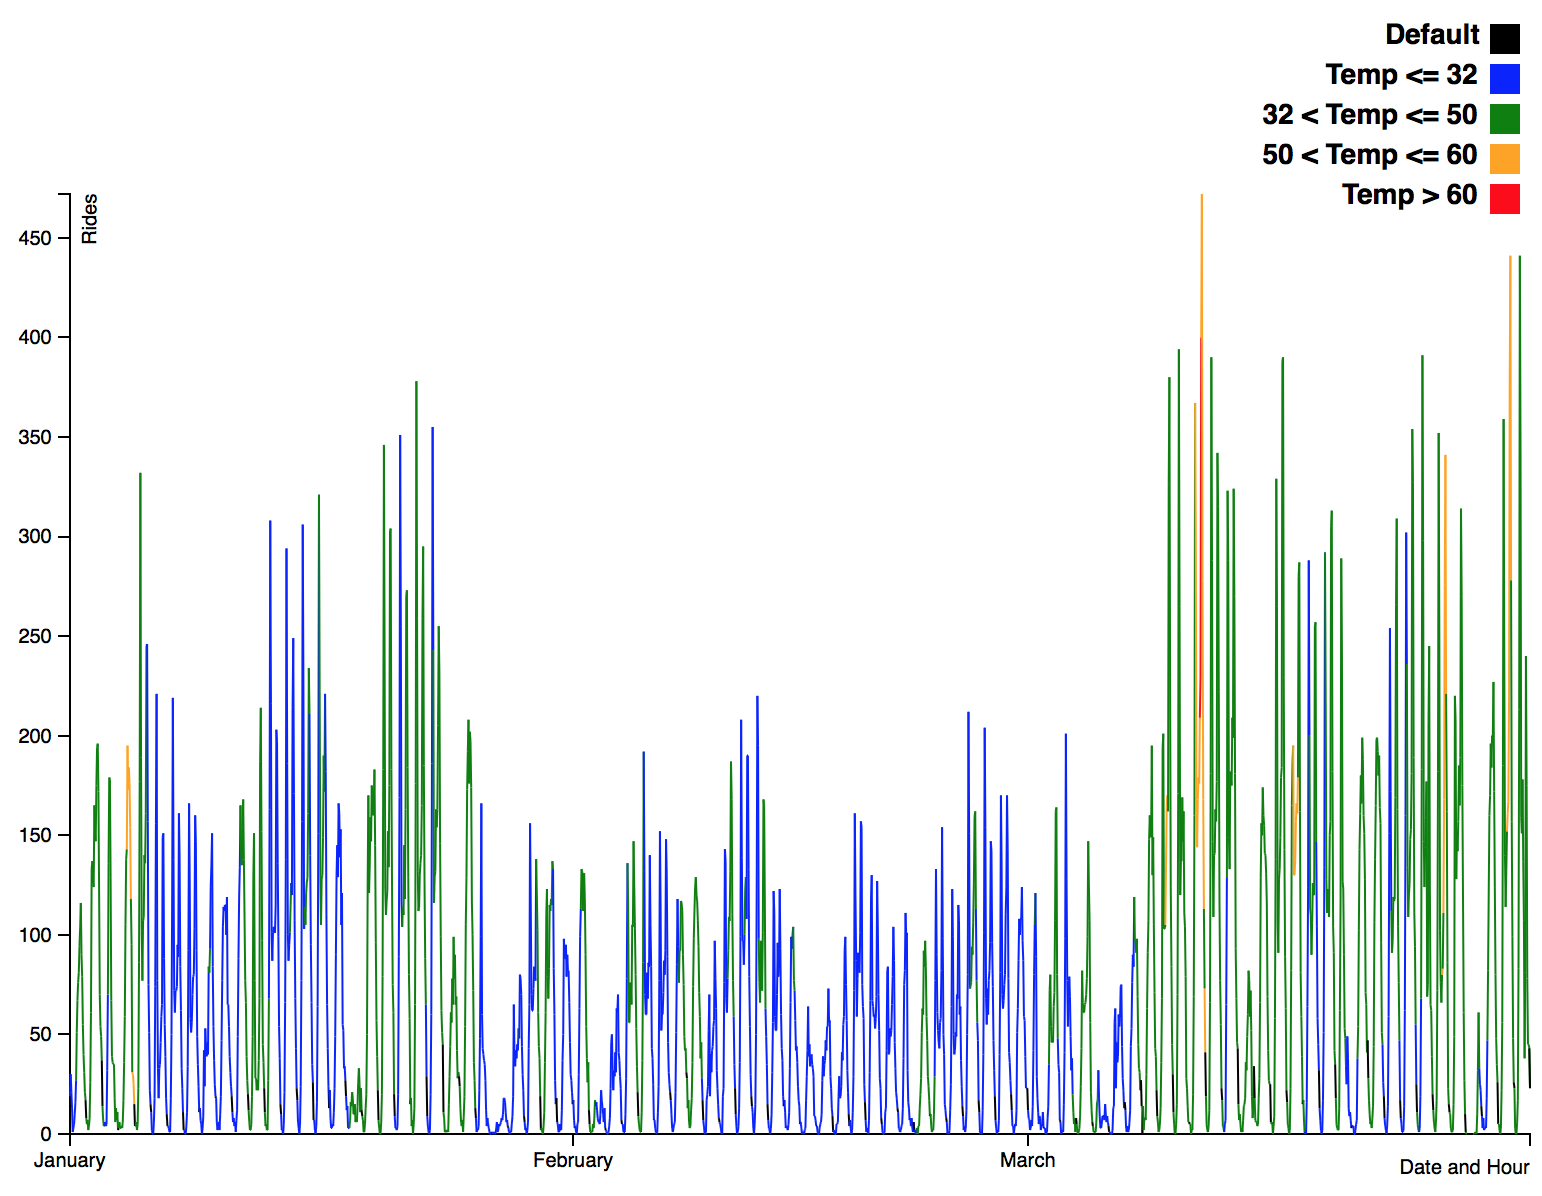 Default
Temp <= 32
32 < Temp <= 50
50 < Temp <= 60
Temp > 60
Rides
450
400
350
300
250
200
150
100
50
0
January
February
March
Date and Hour